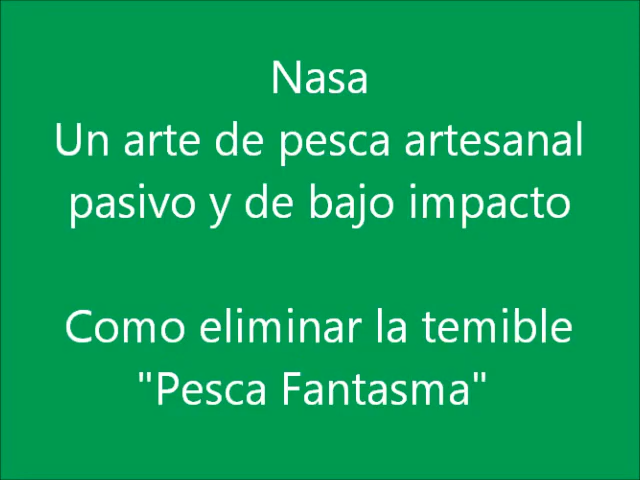 Nasa
Un arte de pesca artesanal
pasivo y de bajo impacto
Como eliminar la temible
"Pesca Fantasma"